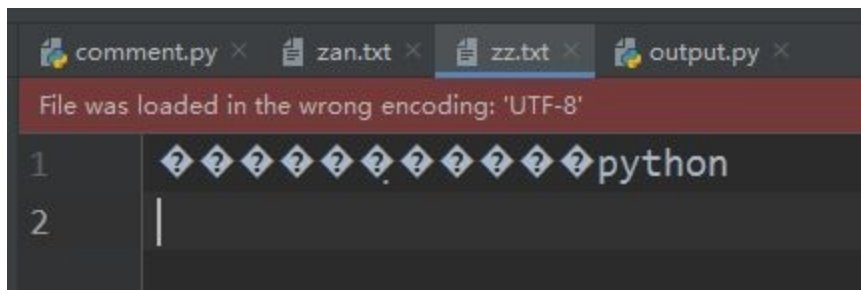 comment.py zan.txt zz.txt output.py
File was loaded in the wrong encoding: 'UTF-8'
1 ������̣�����python
2